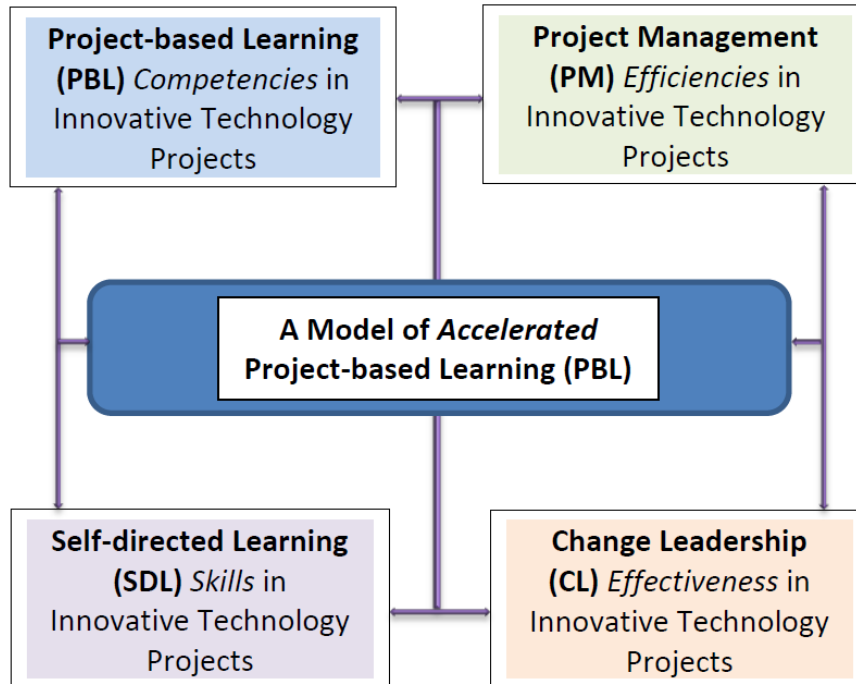 Project-based Learning
(PBL) Competencies in
Innovative Technology
Projects
Project Management
(PM) Efficiencies in
Innovative Technology
Projects
A Model of Accelerated
Project-based Learning (PBL)
Self-directed Learning
(SDL) Skills in
Innovative Technology
Projects
Change Leadership
(CL) Effectiveness in
Innovative Technology
Projects